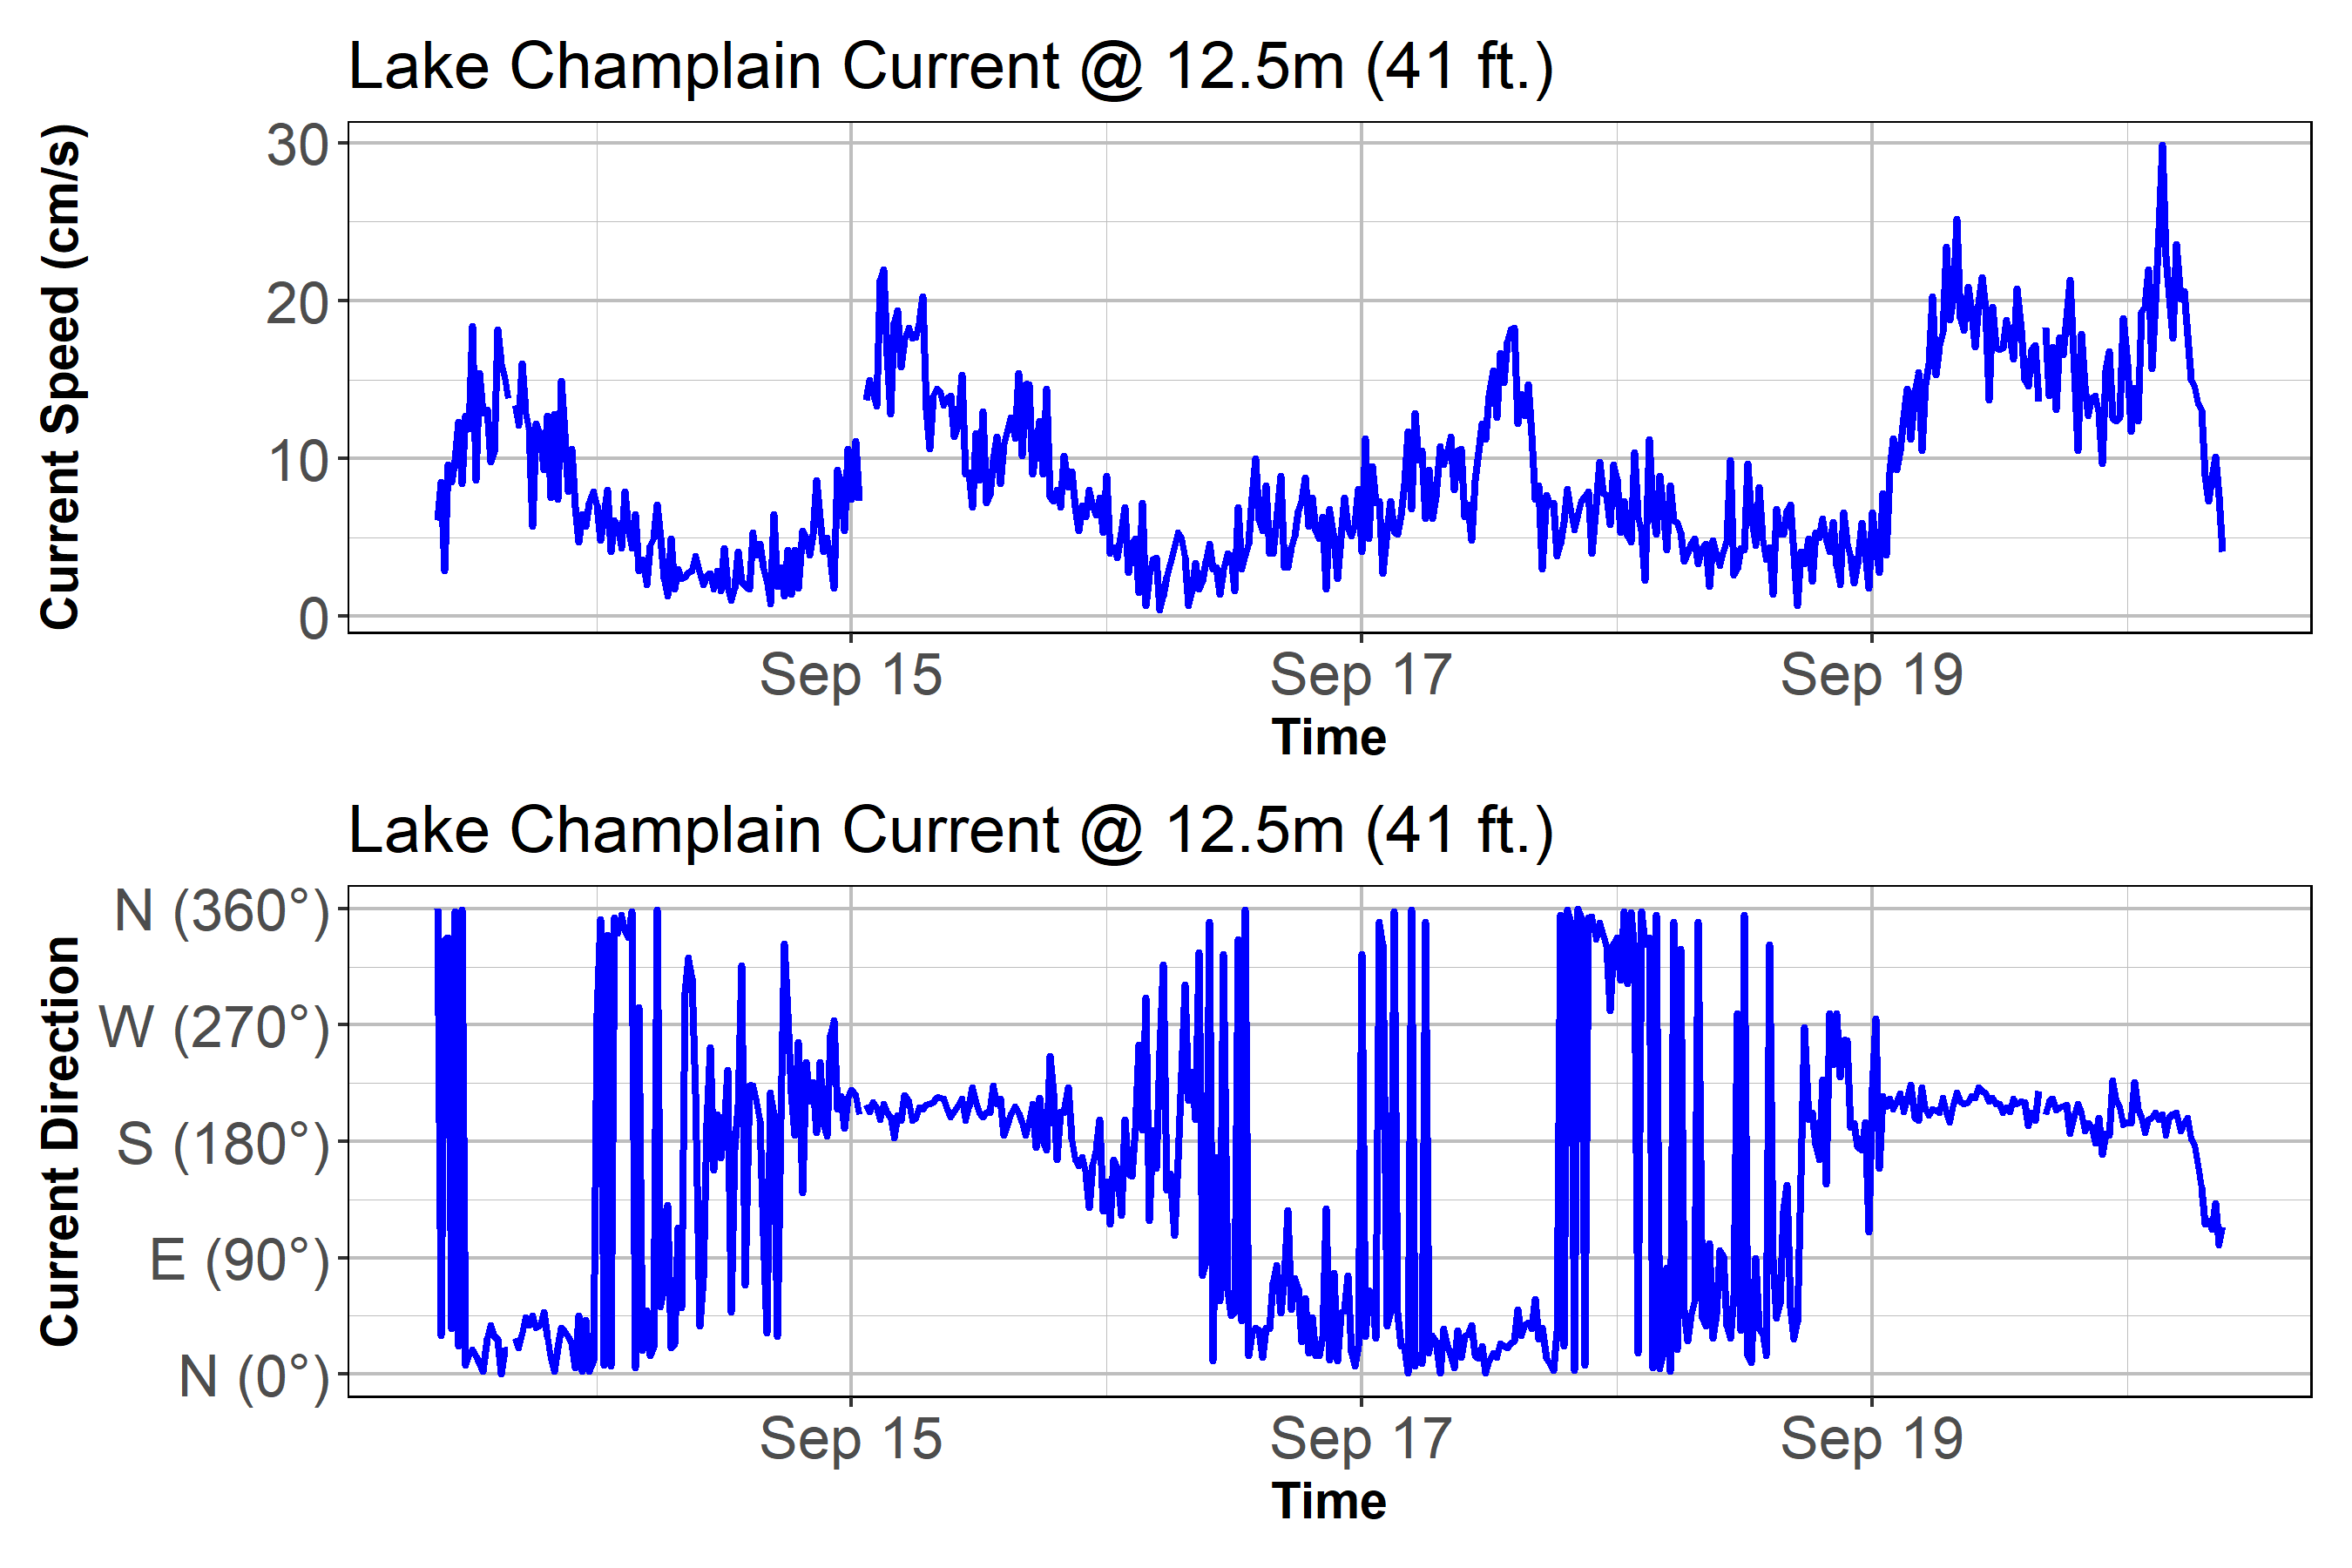 Lake Champlain Current @ 12.5m (41 ft.)
Current Speed (cm/s)
30
20
10
0
Sep 15 Sep 17 Sep 19
Time
Lake Champlain Current @ 12.5m (41 ft.)
Current Direction
N (360°)
W (270°)
S (180°)
E (90°)
N (0°)
Sep 15 Sep 17 Sep 19
Time